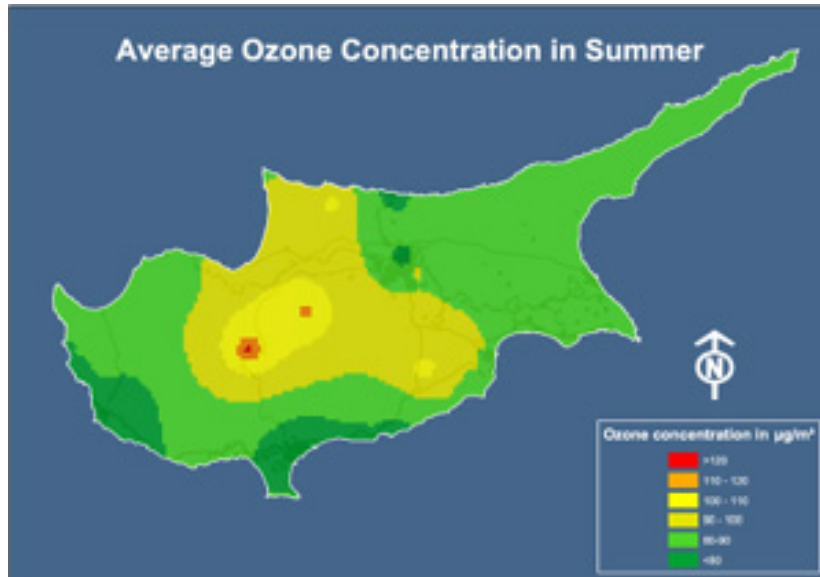 Average Ozone Concentration in Summer
N
Ozone concentration in µg/m³
>120
110 - 120
100 - 110
90 - 100
80-90
<80